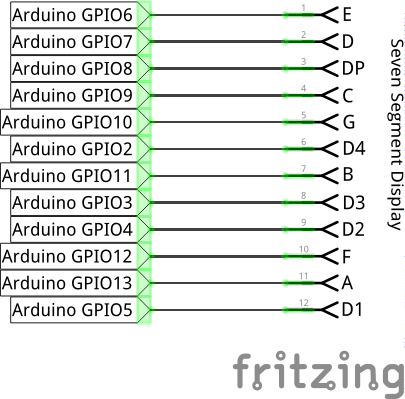 Arduino GPIO6 1 E
Arduino GPIO7 2 D
Arduino GPIO8 3 DP
Arduino GPIO9 4 C
Arduino GPIO10 5 G
Arduino GPIO2 6 D4
Arduino GPIO11 7 B
Arduino GPIO3 8 D3
Arduino GPIO4 9 D2
Arduino GPIO12 10 F
Arduino GPIO13 11 A
Arduino GPIO5 12 D1
Seven Segment Display
fritzing